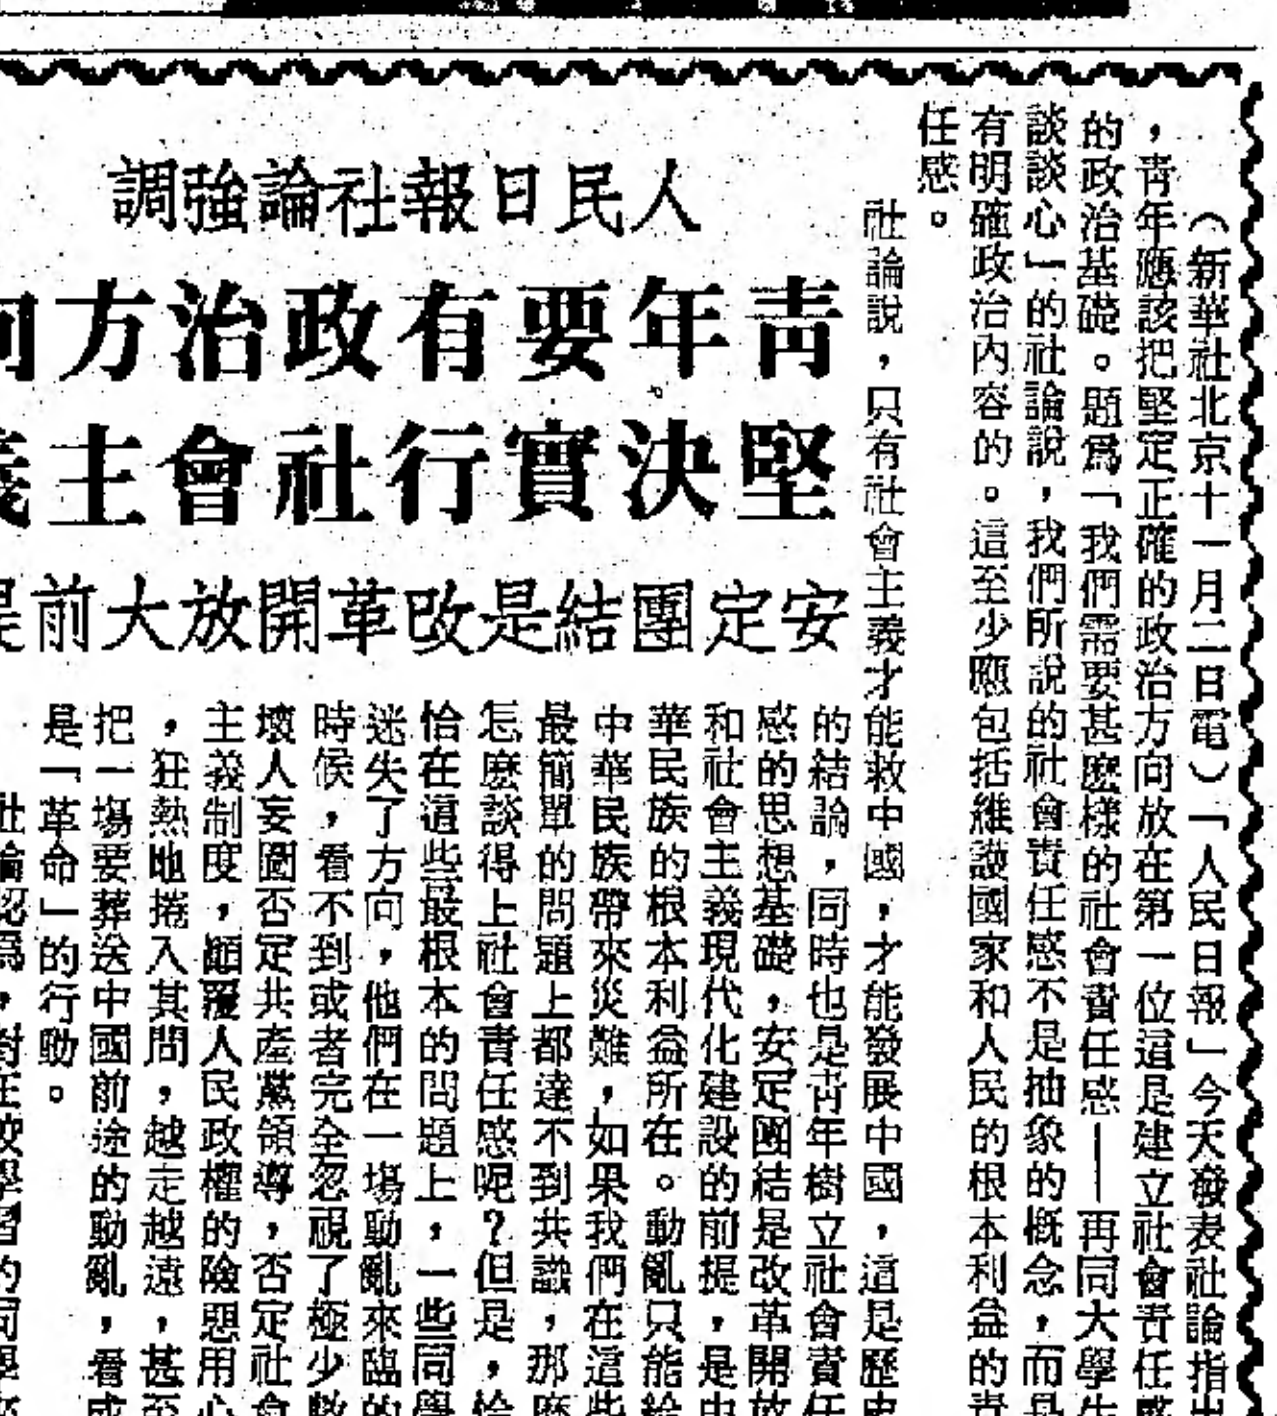 人民日報社論強調
青年要有政治方向
堅決實行社會主義
安定團結是改革開放大前提
（新華社北京十一月二日電）「人民日報」今天發表社論指出
，青年應該把堅定正確的政治方向放在第一位這是建立社會責任感
的政治基礎。題爲「我們需要甚麼樣的社會責任感——再同大學生
談談心」的社論說，我們所說的社會責任感不是抽象的概念，而是
有明確政治內容的。這至少應包括維護國家和人民的根本利益的責
任感。
社論說，只有社會主義才能救中國，才能發展中國，這是歷史
的結論，同時也是青年樹立社會責任
感的思想基礎，安定團結是改革開放
和社會主義現代化建設的前提，是中
華民族的根本利益所在。動亂只能給
中華民族帶來災難，如果我們在這些
最簡單的問題上都達不到共識，那麼
怎麼談得上社會責任感呢？但是，恰
恰在這些最根本的問題上，一些同學
迷失了方向，他們在一場動亂來臨的
時候，看不到或者完全忽視了極少數
壞人妄圖否定共產黨領導，否定社會
主義制度，顚覆人民政權的險惡用心
，狂熱地捲入其間，越走越遠，甚至
把一場要葬送中國前途的動亂，看成
是「革命」的行動。
社論認爲，對在校學習的同學來